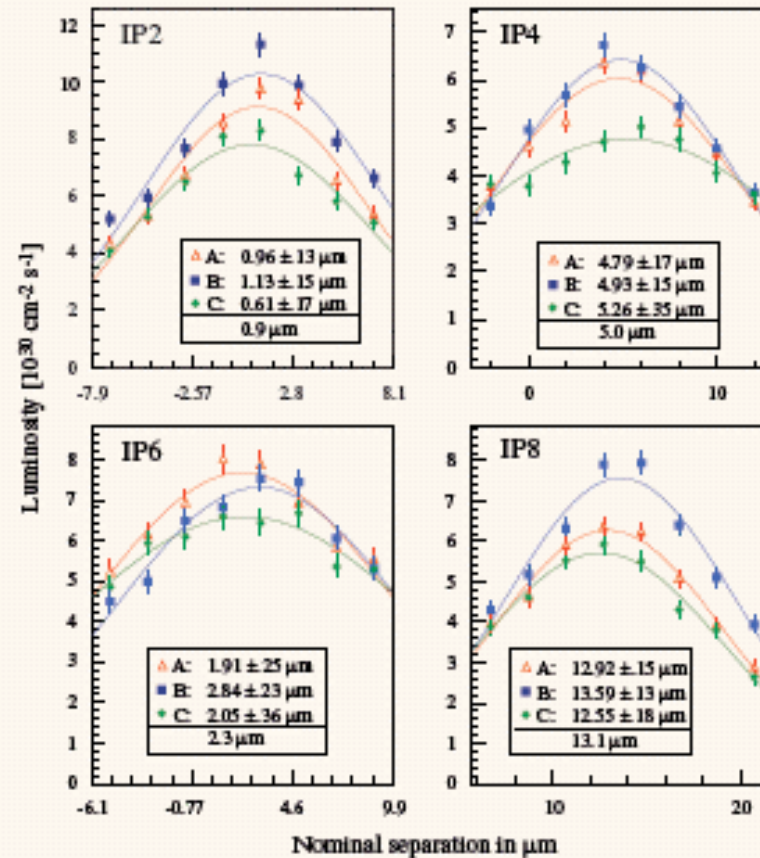 Luminosity [10³⁰ cm⁻² s⁻¹]
IP2
12
10
8
6
4
2
0
A: 0.96 ± 13 μm
B: 1.13 ± 15 μm
C: 0.61 ± 17 μm
0.9 μm
-7.9 -2.57 2.8 8.1
IP4
7
6
5
4
3
2
1
0
A: 4.79 ± 17 μm
B: 4.93 ± 15 μm
C: 5.26 ± 35 μm
5.0 μm
0 10
IP6
8
7
6
5
4
3
2
1
0
A: 1.91 ± 25 μm
B: 2.84 ± 23 μm
C: 2.05 ± 36 μm
2.3 μm
-6.1 -0.77 4.6 9.9
IP8
8
7
6
5
4
3
2
1
0
A: 12.92 ± .15 μm
B: 13.59 ± 13 μm
C: 12.55 ± 18 μm
13.1 μm
10 20
Nominal separation in μm